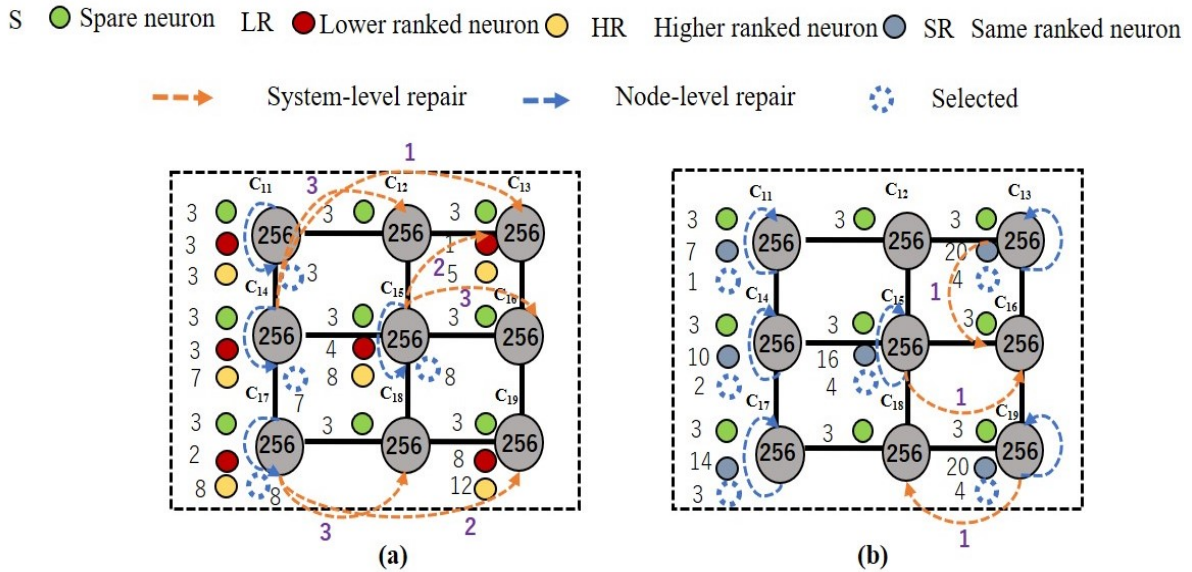 S Spare neuron LR Lower ranked neuron HR Higher ranked neuron SR Same ranked neuron
System-level repair Node-level repair Selected
1
C11 3 C12 C13
3 3 3
256 256 256
3 1
3 3 2 5
C14 C15 3 C16
3 3 3
256 256 256
3 4
7 7 8 8
C17 C18 C19
3 3 3
256 256 256
2 8
8 8 12
3 2
(a)
C11 C12 C13
3 3 3
256 256 256
7 20
1 4
C14 C15 1 C16
3 3 3
256 256 256
10 16
2 4 1
C17 C18 C19
3 3 3
256 256 256
14 20
3 4
1
(b)